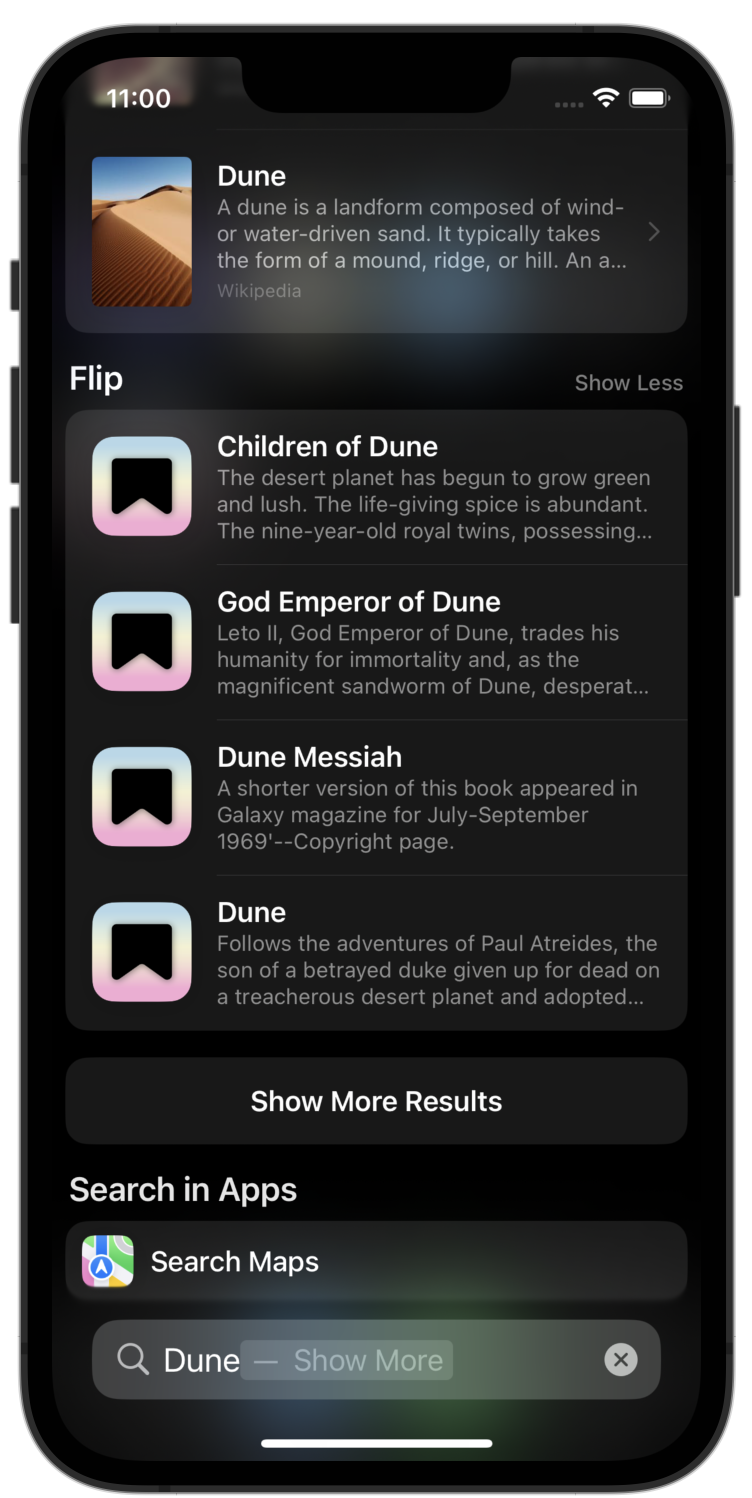 11:00
Dune
A dune is a landform composed of wind-
or water-driven sand. It typically takes
the form of a mound, ridge, or hill. An a...
Wikipedia
Flip
Show Less
Children of Dune
The desert planet has begun to grow green
and lush. The life-giving spice is abundant.
The nine-year-old royal twins, possessing...
God Emperor of Dune
Leto II, God Emperor of Dune, trades his
humanity for immortality and, as the
magnificent sandworm of Dune, desperat...
Dune Messiah
A shorter version of this book appeared in
Galaxy magazine for July-September
1969'--Copyright page.
Dune
Follows the adventures of Paul Atreides, the
son of a betrayed duke given up for dead on
a treacherous desert planet and adopted...
Show More Results
Search in Apps
Search Maps
Dune — Show More